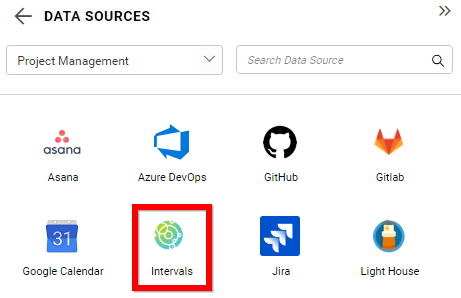 DATA SOURCES
Project Management
Search Data Source
asana
Asana
Azure DevOps
GitHub
Gitlab
31
Google Calendar
Intervals
Jira
Light House